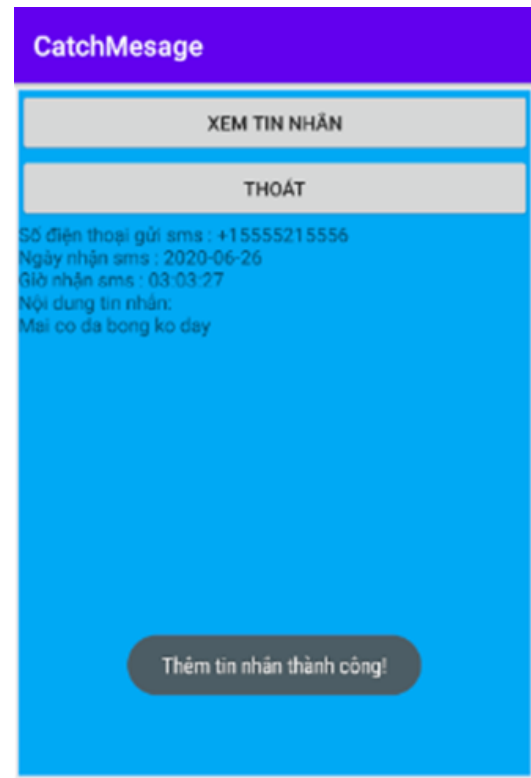 CatchMesage
XEM TIN NHẮN
THOÁT
Số điện thoại gửi sms : +15555215556
Ngày nhận sms : 2020-06-26
Giờ nhận sms : 03:03:27
Nội dung tin nhắn:
Mai co da bong ko day
Thêm tin nhắn thành công!